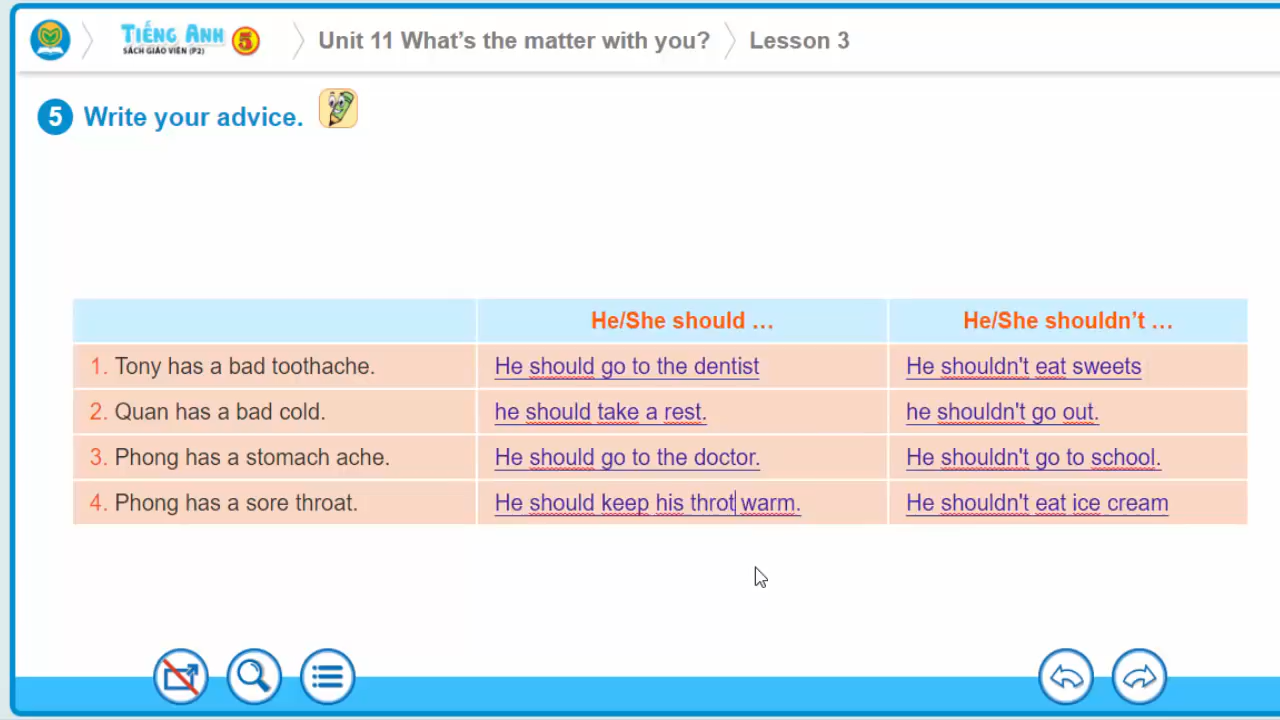 TIẾNG ANH 5
SÁCH GIÁO VIÊN (P2)
Unit 11 What's the matter with you?
Lesson 3
5 Write your advice.
He/She should …
He/She shouldn't …
1. Tony has a bad toothache.
He should go to the dentist
He shouldn't eat sweets
2. Quan has a bad cold.
he should take a rest.
he shouldn't go out.
3. Phong has a stomach ache.
He should go to the doctor.
He shouldn't go to school.
4. Phong has a sore throat.
He should keep his throt warm.
He shouldn't eat ice cream